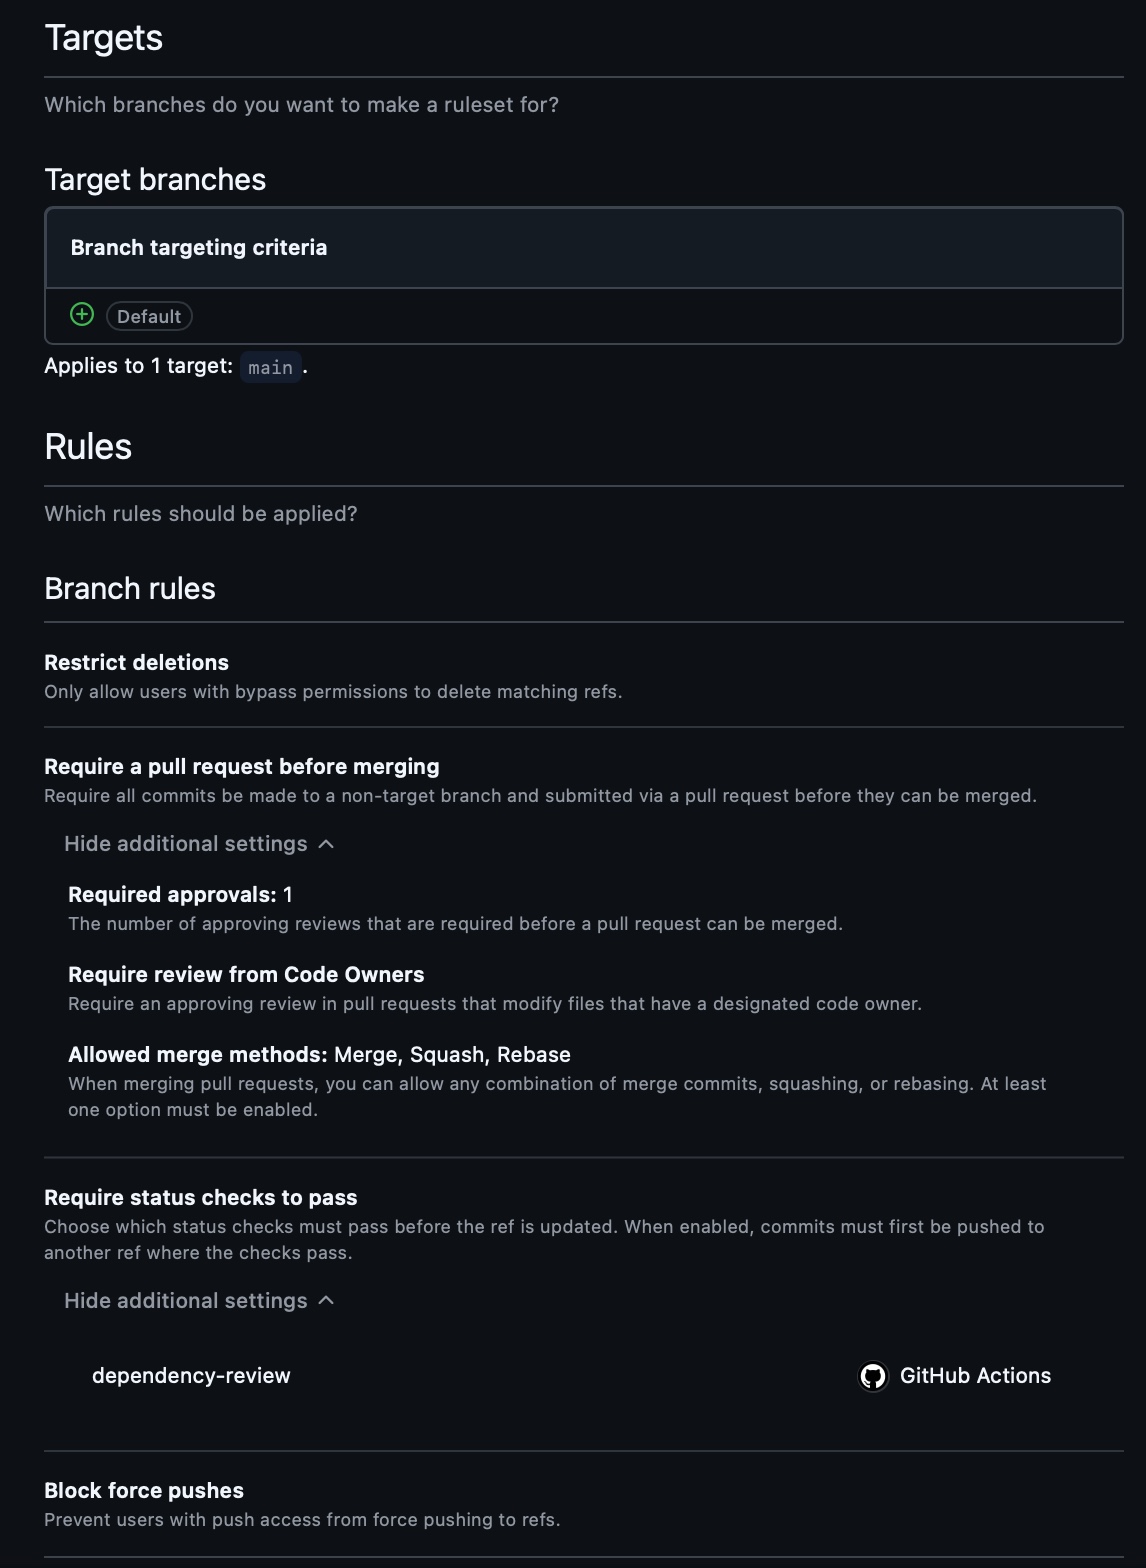 Targets
Which branches do you want to make a ruleset for?
Target branches
Branch targeting criteria
Default
Applies to 1 target: main .
Rules
Which rules should be applied?
Branch rules
Restrict deletions
Only allow users with bypass permissions to delete matching refs.
Require a pull request before merging
Require all commits be made to a non-target branch and submitted via a pull request before they can be merged.
Hide additional settings
Required approvals: 1
The number of approving reviews that are required before a pull request can be merged.
Require review from Code Owners
Require an approving review in pull requests that modify files that have a designated code owner.
Allowed merge methods: Merge, Squash, Rebase
When merging pull requests, you can allow any combination of merge commits, squashing, or rebasing. At least
one option must be enabled.
Require status checks to pass
Choose which status checks must pass before the ref is updated. When enabled, commits must first be pushed to
another ref where the checks pass.
Hide additional settings
dependency-review GitHub Actions
Block force pushes
Prevent users with push access from force pushing to refs.